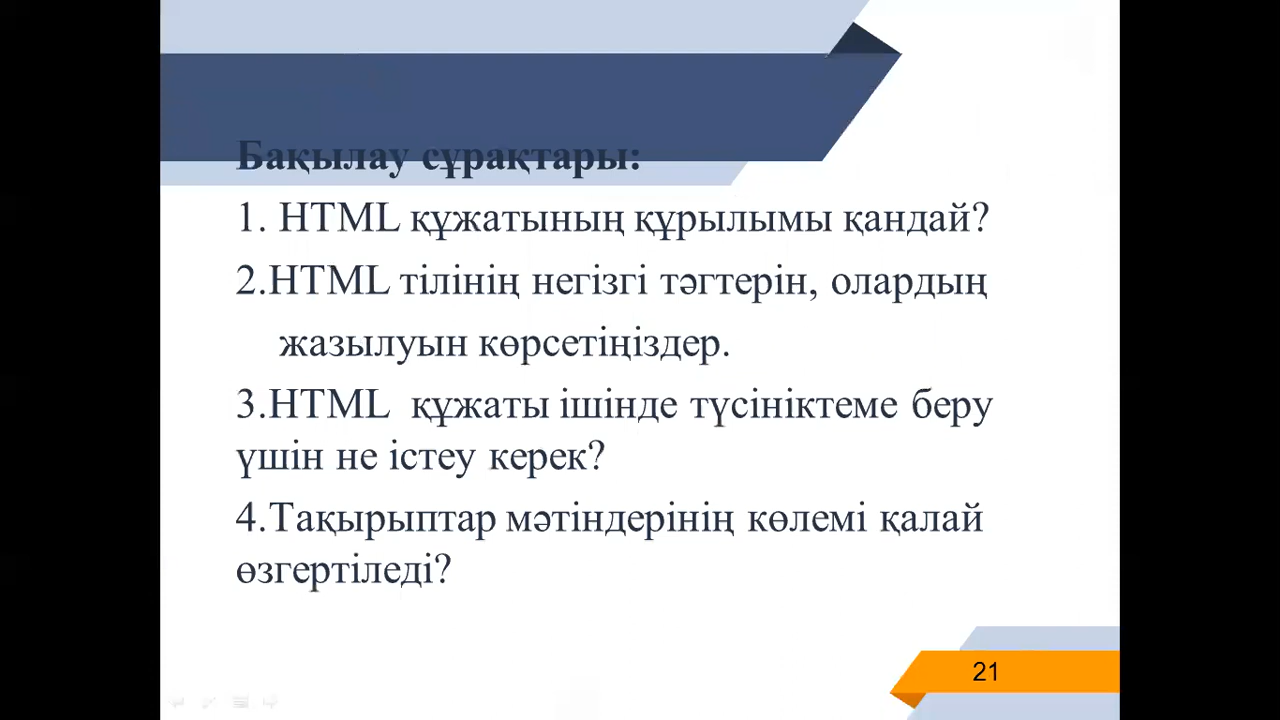 Бақылау сұрақтары:
1. HTML құжатының құрылымы қандай?
2.HTML тілінің негізгі тәгтерін, олардың
жазылуын көрсетіңіздер.
3.HTML құжаты ішінде түсініктеме беру
үшін не істеу керек?
4.Тақырыптар мәтіндерінің көлемі қалай
өзгертіледі?
21